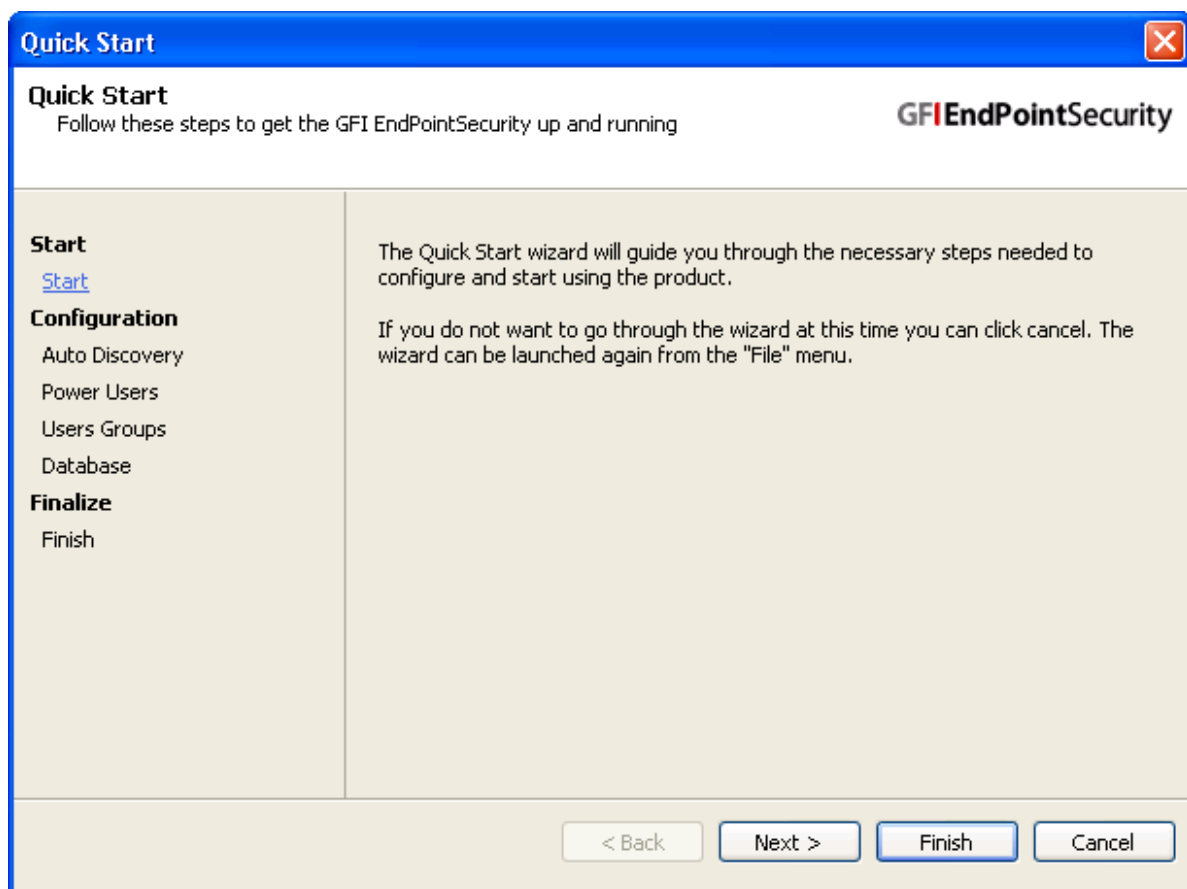 Quick Start
Quick Start
Follow these steps to get the GFI EndPointSecurity up and running
GFI EndPointSecurity
Start
Start
Configuration
Auto Discovery
Power Users
Users Groups
Database
Finalize
Finish
The Quick Start wizard will guide you through the necessary steps needed to
configure and start using the product.
If you do not want to go through the wizard at this time you can click cancel. The
wizard can be launched again from the "File" menu.
< Back
Next >
Finish
Cancel